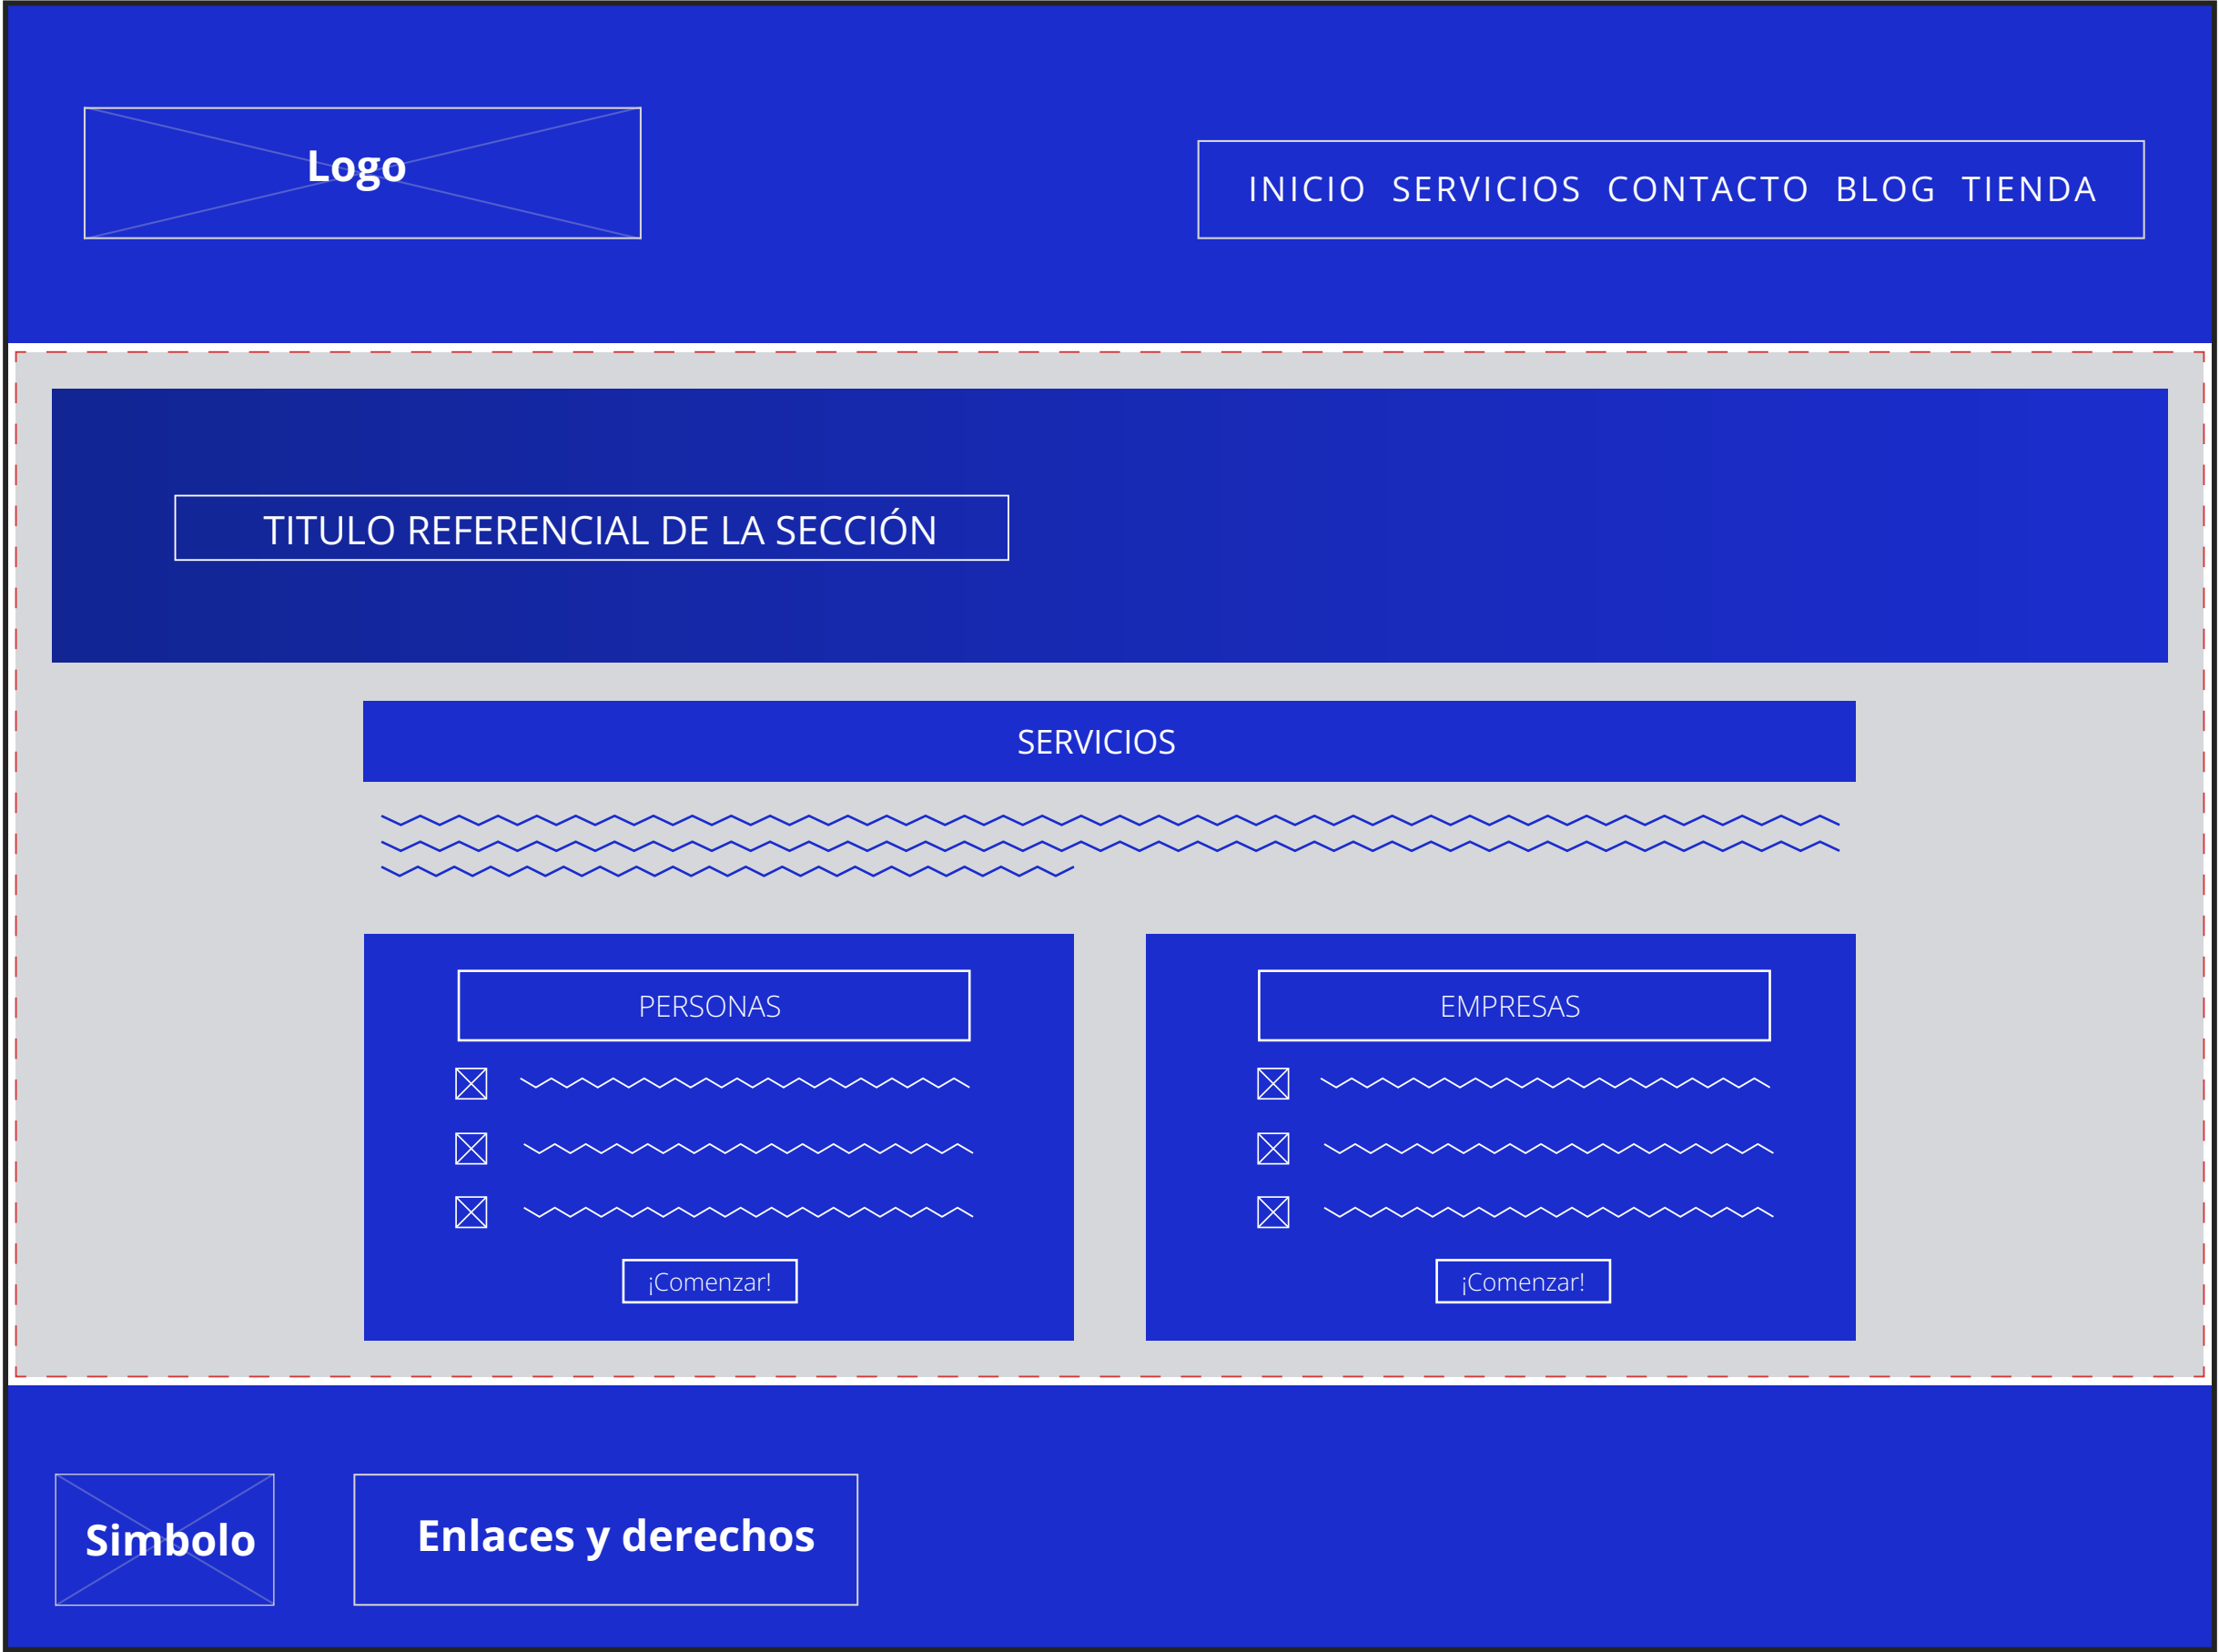 Logo
INICIO SERVICIOS CONTACTO BLOG TIENDA
TITULO REFERENCIAL DE LA SECCIÓN
SERVICIOS
PERSONAS
EMPRESAS
¡Comenzar!
¡Comenzar!
Simbolo
Enlaces y derechos